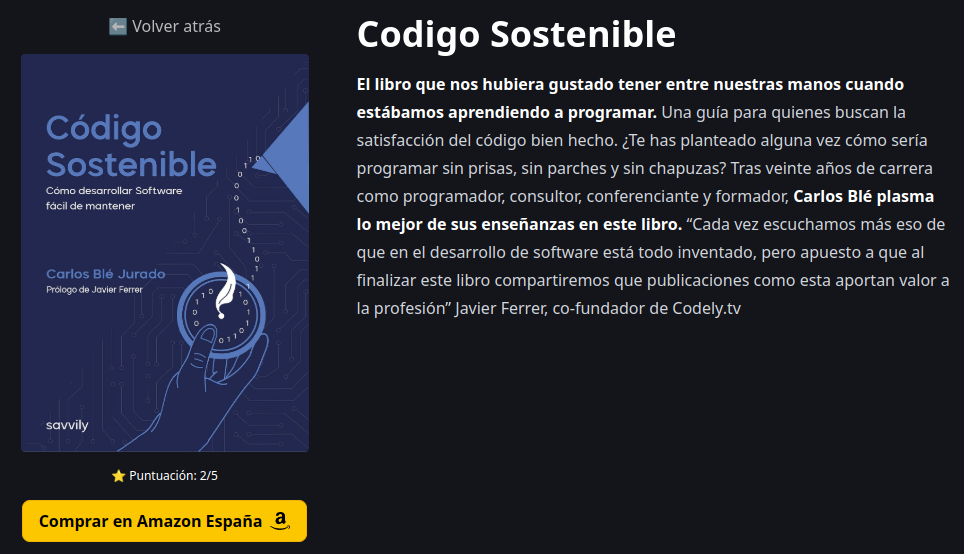 ⬅️ Volver atrás
Código
Sostenible
Cómo desarrollar Software
fácil de mantener
Carlos Blé Jurado
Prólogo de Javier Ferrer
savvily
⭐ Puntuación: 2/5
Comprar en Amazon España
Codigo Sostenible
El libro que nos hubiera gustado tener entre nuestras manos cuando
estábamos aprendiendo a programar. Una guía para quienes buscan la
satisfacción del código bien hecho. ¿Te has planteado alguna vez cómo sería
programar sin prisas, sin parches y sin chapuzas? Tras veinte años de carrera
como programador, consultor, conferenciante y formador, Carlos Blé plasma
lo mejor de sus enseñanzas en este libro. “Cada vez escuchamos más eso de
que en el desarrollo de software está todo inventado, pero apuesto a que al
finalizar este libro compartiremos que publicaciones como esta aportan valor a
la profesión” Javier Ferrer, co-fundador de Codely.tv